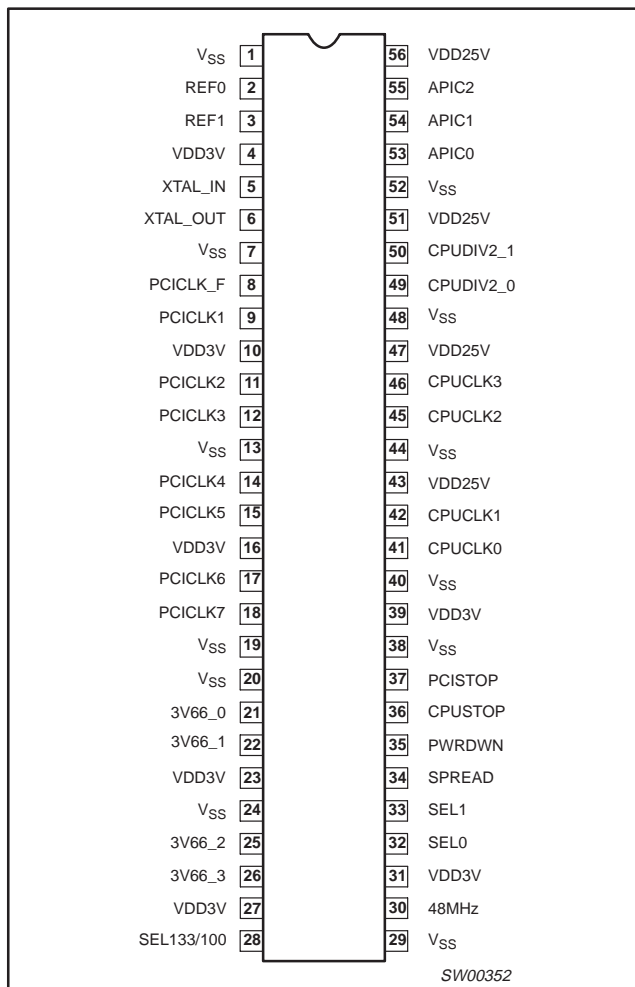 VSS 1 56 VDD25V
REF0 2 55 APIC2
REF1 3 54 APIC1
VDD3V 4 53 APIC0
XTAL_IN 5 52 VSS
XTAL_OUT 6 51 VDD25V
VSS 7 50 CPUDIV2_1
PCICLK_F 8 49 CPUDIV2_0
PCICLK1 9 48 VSS
VDD3V 10 47 VDD25V
PCICLK2 11 46 CPUCLK3
PCICLK3 12 45 CPUCLK2
VSS 13 44 VSS
PCICLK4 14 43 VDD25V
PCICLK5 15 42 CPUCLK1
VDD3V 16 41 CPUCLK0
PCICLK6 17 40 VSS
PCICLK7 18 39 VDD3V
VSS 19 38 VSS
VSS 20 37 PCISTOP
3V66_0 21 36 CPUSTOP
3V66_1 22 35 PWRDWN
VDD3V 23 34 SPREAD
VSS 24 33 SEL1
3V66_2 25 32 SEL0
3V66_3 26 31 VDD3V
VDD3V 27 30 48MHz
SEL133/100 28 29 VSS
SW00352